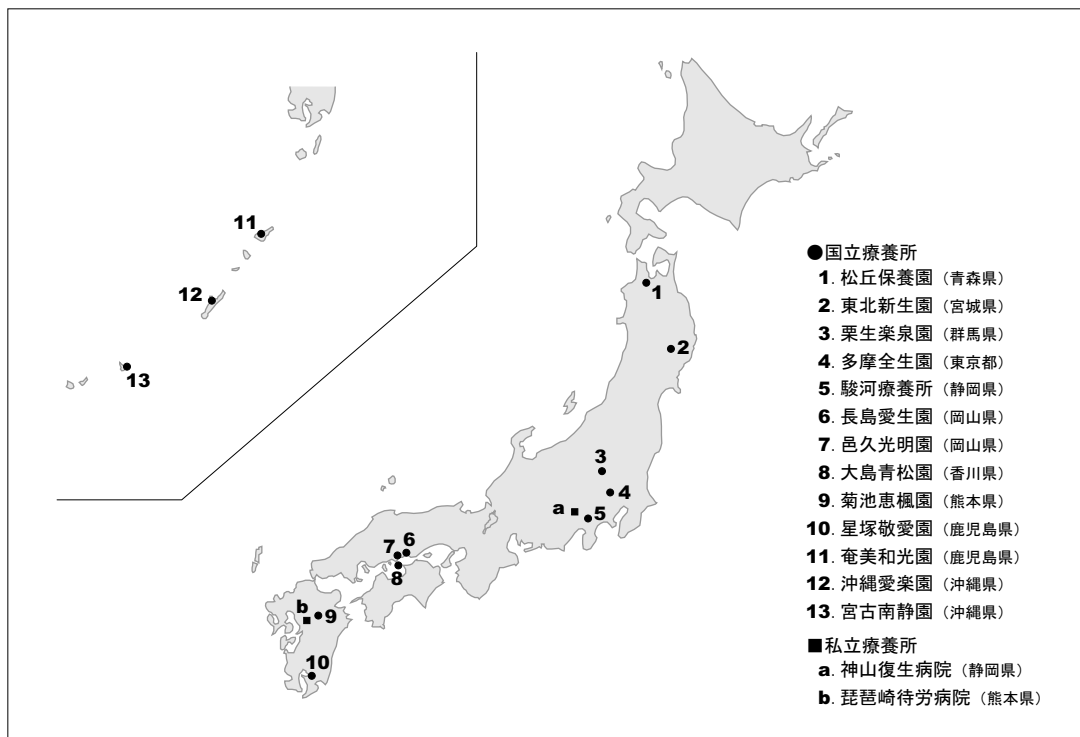 11
12
13
1
2
3
4
a
5
7
6
8
b
9
10
●国立療養所
1. 松丘保養園（青森県）
2. 東北新生園（宮城県）
3. 栗生楽泉園（群馬県）
4. 多摩全生園（東京都）
5. 駿河療養所（静岡県）
6. 長島愛生園（岡山県）
7. 邑久光明園（岡山県）
8. 大島青松園（香川県）
9. 菊池恵楓園（熊本県）
10. 星塚敬愛園（鹿児島県）
11. 奄美和光園（鹿児島県）
12. 沖縄愛楽園（沖縄県）
13. 宮古南静園（沖縄県）
■私立療養所
a. 神山復生病院（静岡県）
b. 琵琶崎待労病院（熊本県）